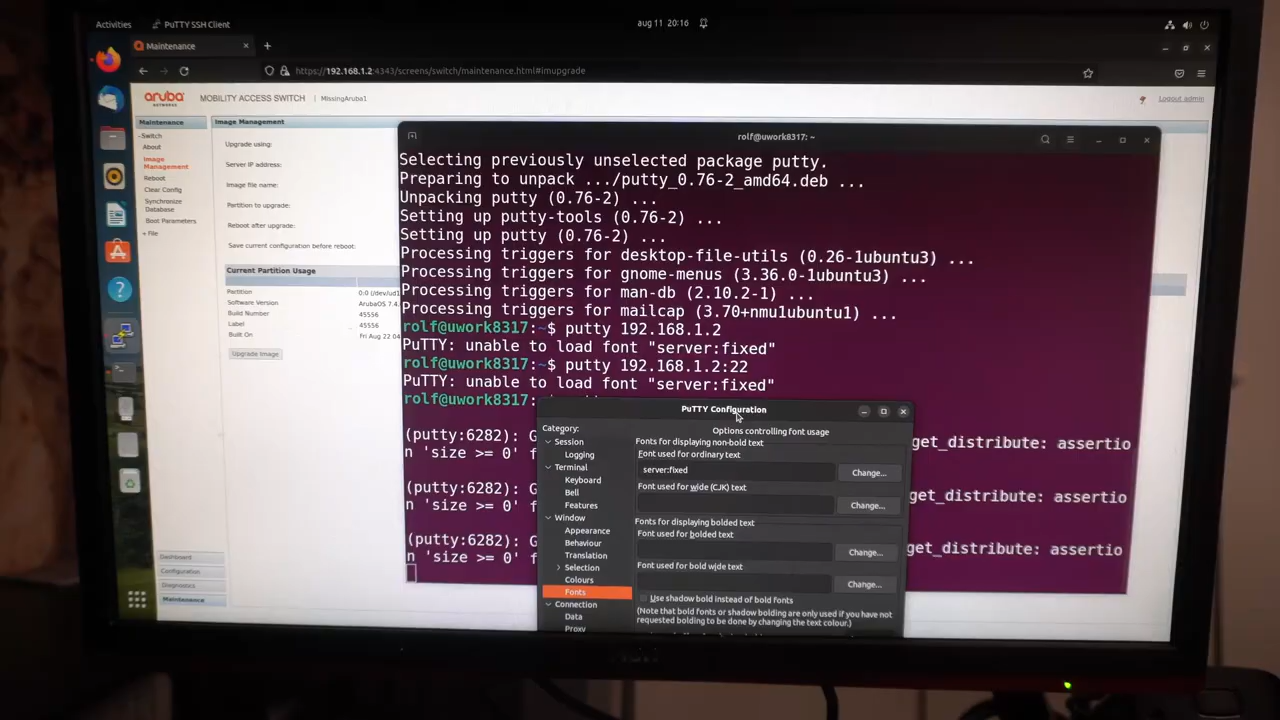 Activities
PuTTY SSH Client
aug 11 20:16
Maintenance
https://192.168.1.2:4343/screens/switch/maintenance.html#imupgrade
aruba
NETWORKS
MOBILITY ACCESS SWITCH | MissingAruba1
Logout admin
Maintenance
Switch
About
Image
Management
Reboot
Clear Config
Synchronize
Database
Boot Parameters
+ File
Dashboard
Configuration
Diagnostics
Maintenance
Image Management
Upgrade using:
Server IP address:
Image file name:
Partition to upgrade:
Reboot after upgrade:
Save current configuration before reboot:
Current Partition Usage
Partition 0:0 (/dev/ud1
Software Version ArubaOS 7.4.
Build Number 45556
Label 45556
Built On Fri Aug 22 04
Upgrade Image
rolf@uwork8317: ~
Selecting previously unselected package putty.
Preparing to unpack .../putty_0.76-2_amd64.deb ...
Unpacking putty (0.76-2) ...
Setting up putty-tools (0.76-2) ...
Setting up putty (0.76-2) ...
Processing triggers for desktop-file-utils (0.26-1ubuntu3) ...
Processing triggers for gnome-menus (3.36.0-1ubuntu3) ...
Processing triggers for man-db (2.10.2-1) ...
Processing triggers for mailcap (3.70+nmu1ubuntu1) ...
rolf@uwork8317:~$ putty 192.168.1.2
PuTTY: unable to load font "server:fixed"
rolf@uwork8317:~$ putty 192.168.1.2:22
PuTTY: unable to load font "server:fixed"
rolf@uwork8317:
(putty:6282): G
get_distribute: assertio
n 'size >= 0' f
(putty:6282): G
get_distribute: assertio
n 'size >= 0' f
(putty:6282): G
get_distribute: assertio
n 'size >= 0' f
PuTTY Configuration
Category:
Session
Logging
Terminal
Keyboard
Bell
Features
Window
Appearance
Behaviour
Translation
Selection
Colours
Fonts
Connection
Data
Proxy
Options controlling font usage
Fonts for displaying non-bold text
Font used for ordinary text
server:fixed
Change...
Font used for wide (CJK) text
Change...
Fonts for displaying bolded text
Font used for bolded text
Change...
Font used for bold wide text
Change...
Use shadow bold instead of bold fonts
(Note that bold fonts or shadow bolding are only used if you have not
requested bolding to be done by changing the text colour.)